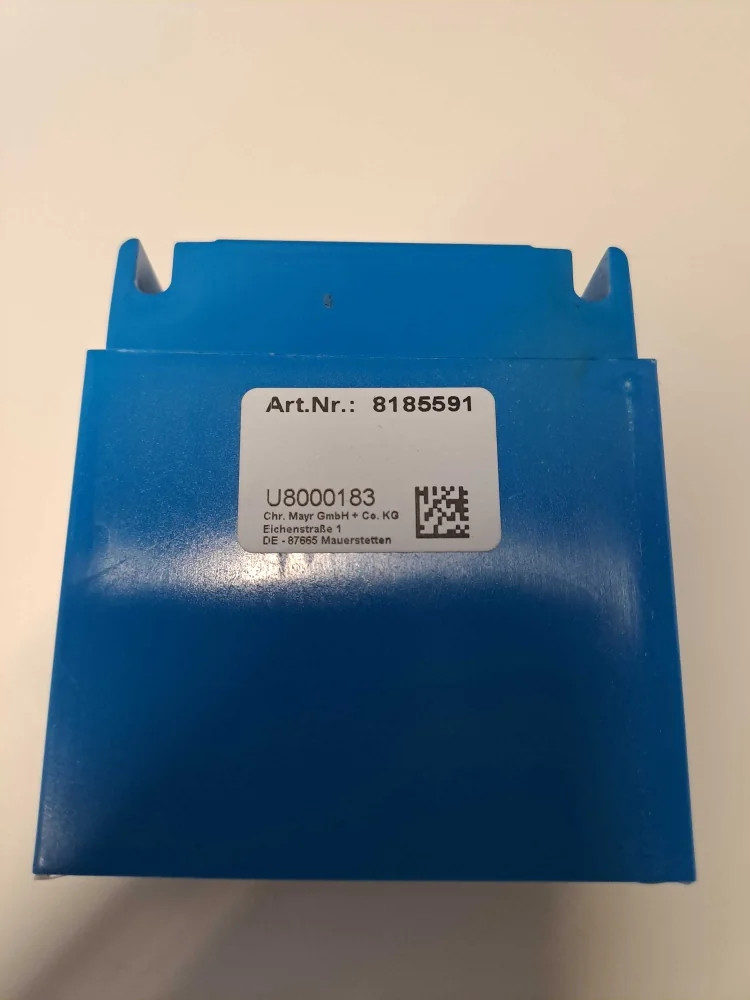 Art.Nr.: 8185591
U8000183
Chr. Mayr GmbH + Co. KG
Eichenstraße 1
DE - 87665 Mauerstetten